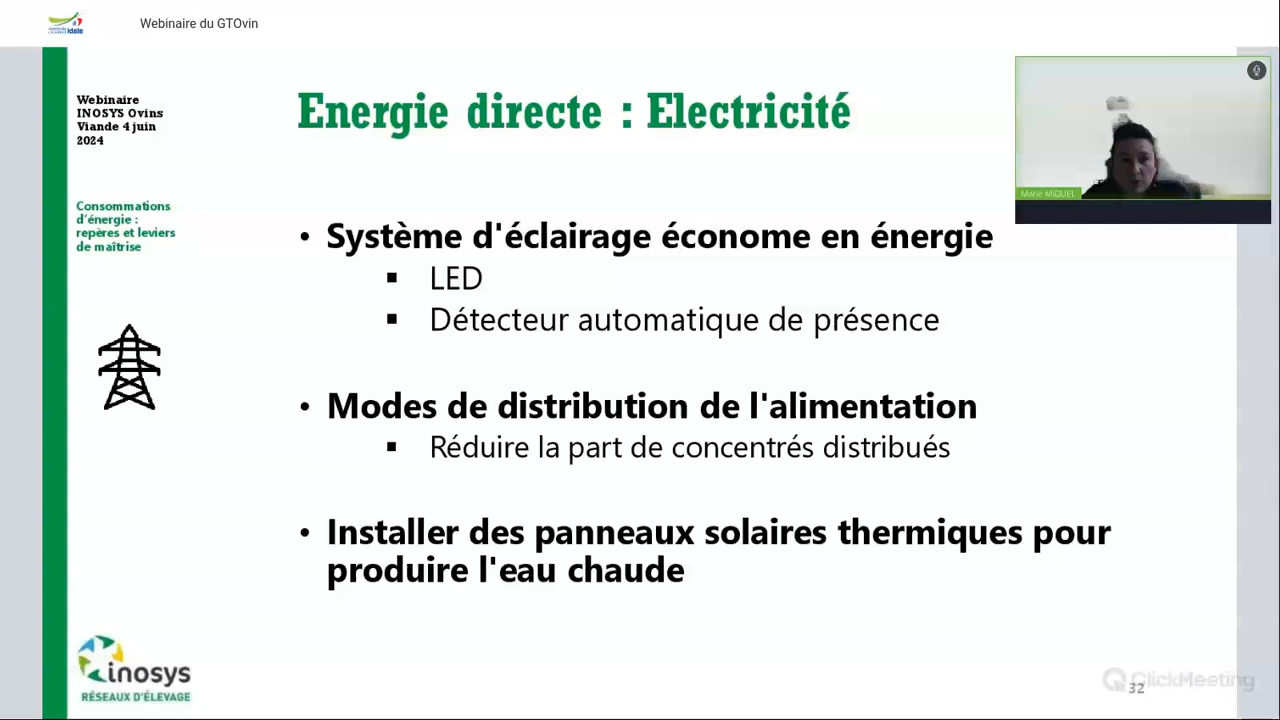 idele
Webinaire du GTOvin
Webinaire
INOSYS Ovins
Viande 4 juin
2024
Energie directe : Electricité
Marie MIQUEL
Consommations
d'énergie :
repères et leviers
de maîtrise
• Système d'éclairage économe en énergie
▪ LED
▪ Détecteur automatique de présence
• Modes de distribution de l'alimentation
▪ Réduire la part de concentrés distribués
• Installer des panneaux solaires thermiques pour
produire l'eau chaude
inosys
RÉSEAUX D'ÉLEVAGE
ClickMeeting
32